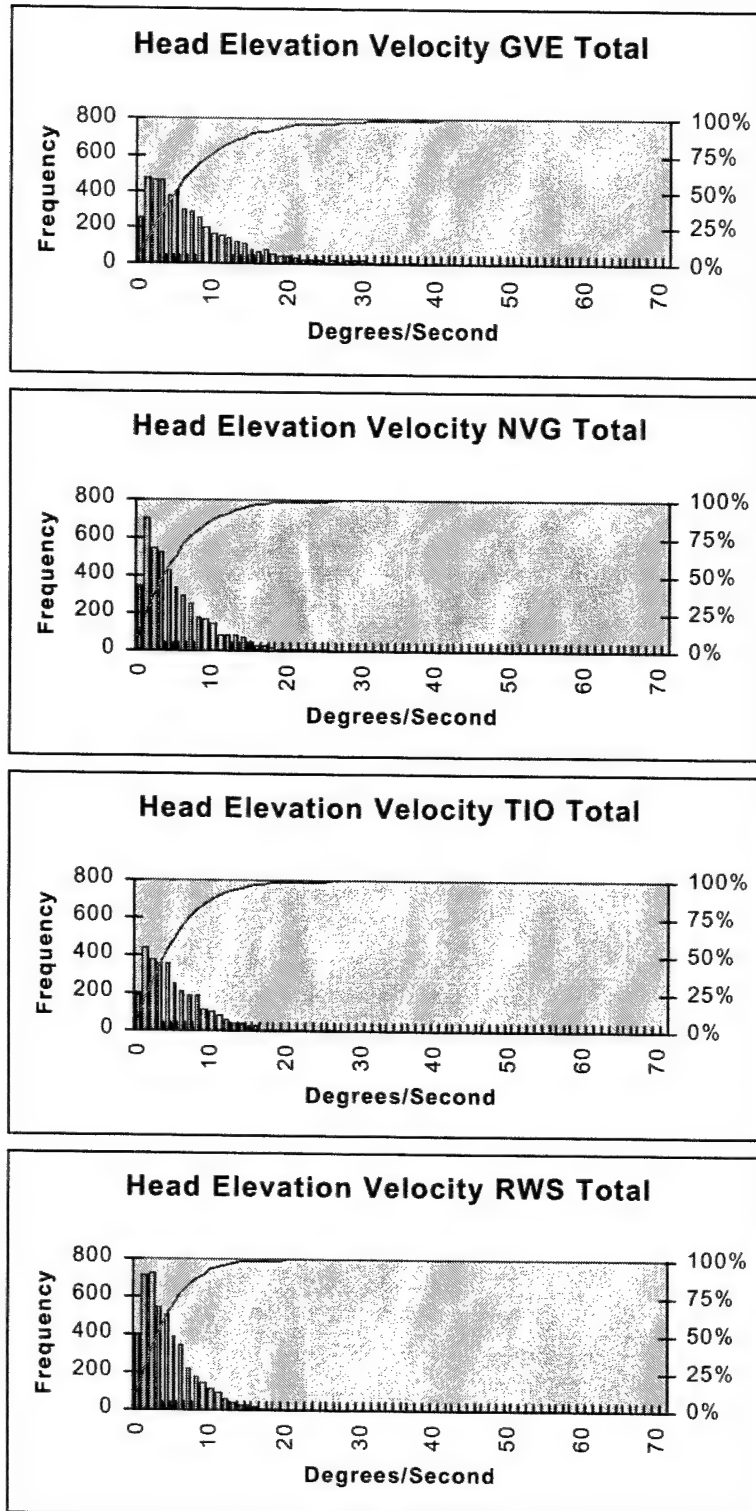 Head Elevation Velocity GVE Total
800
600
400
200
0
Frequency
100%
75%
50%
25%
0%
0 10 20 30 40 50 60 70
Degrees/Second
Head Elevation Velocity NVG Total
800
600
400
200
0
Frequency
100%
75%
50%
25%
0%
0 10 20 30 40 50 60 70
Degrees/Second
Head Elevation Velocity TIO Total
800
600
400
200
0
Frequency
100%
75%
50%
25%
0%
0 10 20 30 40 50 60 70
Degrees/Second
Head Elevation Velocity RWS Total
800
600
400
200
0
Frequency
100%
75%
50%
25%
0%
0 10 20 30 40 50 60 70
Degrees/Second